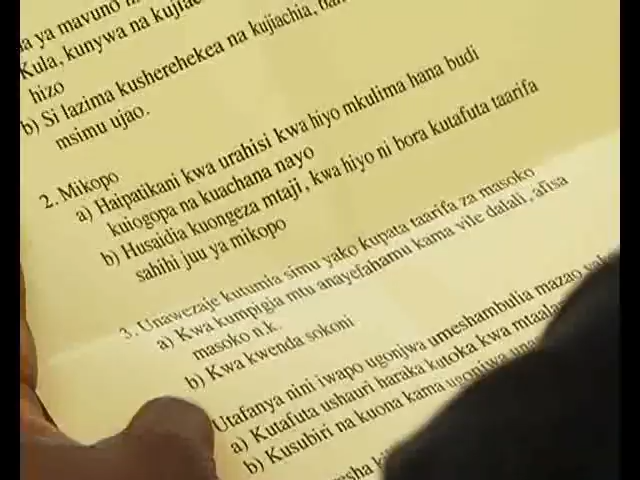 ya mavuno
Kula, kunywa na
hizo
b) Si lazima kusherehekea na kujiachia,
msimu ujao.
2. Mikopo
a) Haipatikani kwa urahisi kwa hiyo mkulima hana budi
kuiogopa na kuachana nayo
b) Husaidia kuongeza mtaji, kwa hiyo ni bora kutafuta taarifa
sahihi juu ya mikopo
3. Unawezaje kutumia simu yako kupata taarifa za masoko
a) Kwa kumpigia mtu anayefahamu kama vile dalali, afisa
masoko n.k.
b) Kwa kwenda sokoni
Utafanya nini iwapo ugonjwa umeshambulia mazao
a) Kutafuta ushauri haraka kutoka kwa
b) Kusubiri na kuona kama ugonjwa